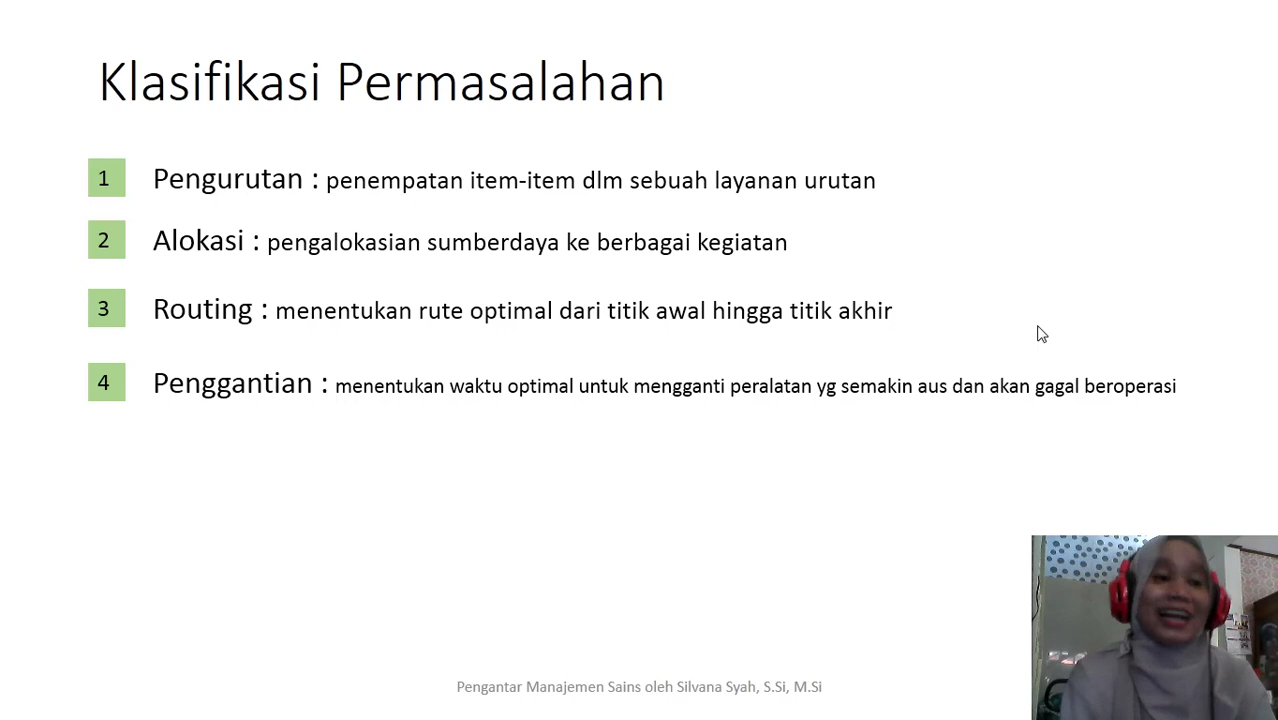 Klasifikasi Permasalahan
1 Pengurutan : penempatan item-item dlm sebuah layanan urutan
2 Alokasi : pengalokasian sumberdaya ke berbagai kegiatan
3 Routing : menentukan rute optimal dari titik awal hingga titik akhir
4 Penggantian : menentukan waktu optimal untuk mengganti peralatan yg semakin aus dan akan gagal beroperasi
Pengantar Manajemen Sains oleh Silvana Syah, S.Si, M.Si